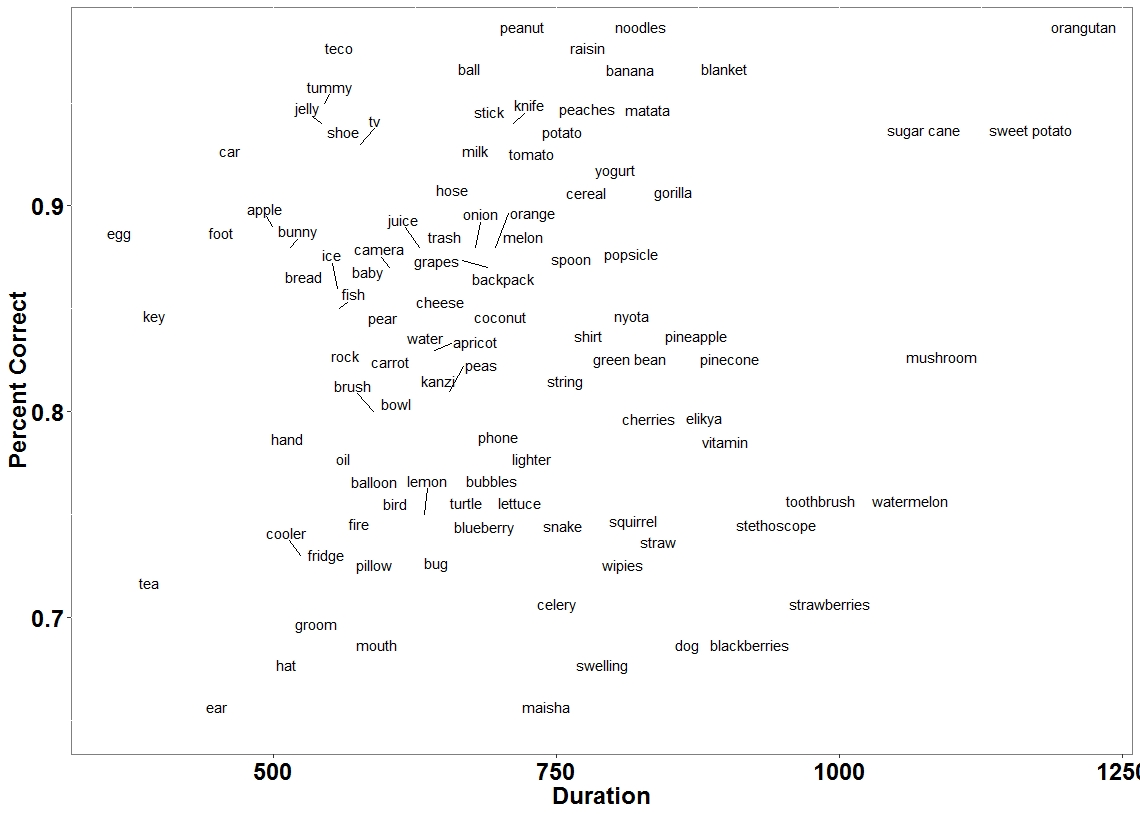 peanut noodles orangutan
teco raisin
ball banana blanket
tummy
jelly stick knife peaches matata
tv
shoe potato sugar cane sweet potato
car milk tomato
yogurt
hose cereal gorilla
0.9
apple juice onion orange
egg foot bunny trash melon
ice camera grapes spoon popsicle
bread baby backpack
fish cheese
key pear coconut nyota
water apricot shirt pineapple
rock carrot peas green bean pinecone mushroom
brush kanzi string
bowl
0.8
cherries elikya
hand phone vitamin
oil lighter
balloon lemon bubbles
bird turtle lettuce toothbrush watermelon
fire blueberry snake squirrel stethoscope
cooler straw
fridge pillow bug wipies
tea
celery strawberries
0.7
groom
mouth dog blackberries
hat swelling
ear maisha
Percent Correct
500 750 1000 1250
Duration